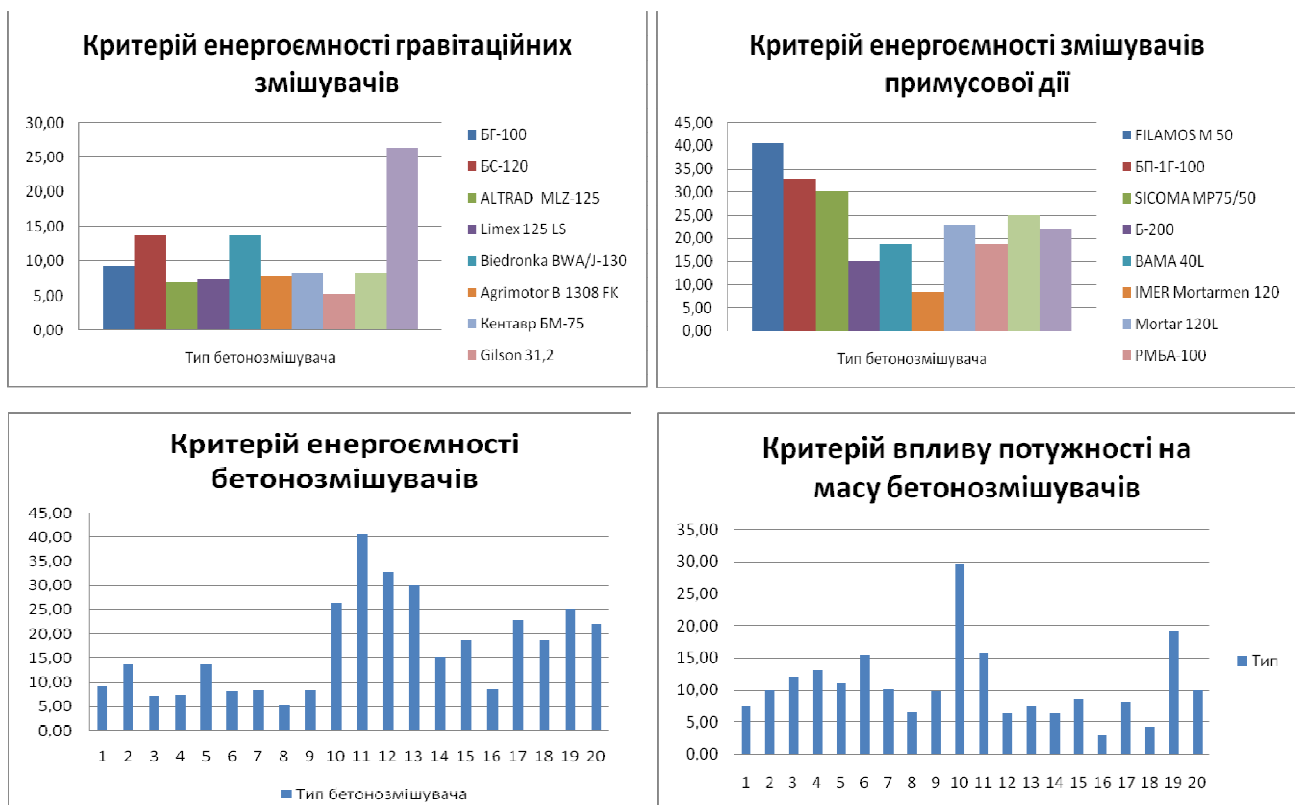 Критерій енергоємності гравітаційних
змішувачів
30,00
25,00
20,00
15,00
10,00
5,00
0,00
Тип бетонозмішувача
БГ-100
БС-120
ALTRAD MLZ-125
Limex 125 LS
Biedronka BWA/J-130
Agrimotor B 1308 FK
Кентавр БМ-75
Gilson 31,2
Критерій енергоємності змішувачів
примусової дії
45,00
40,00
35,00
30,00
25,00
20,00
15,00
10,00
5,00
0,00
Тип бетонозмішувача
FILAMOS M 50
БП-1Г-100
SICOMA MP75/50
Б-200
BAMA 40L
IMER Mortarmen 120
Mortar 120L
РМБА-100
Критерій енергоємності
бетонозмішувачів
45,00
40,00
35,00
30,00
25,00
20,00
15,00
10,00
5,00
0,00
1 2 3 4 5 6 7 8 9 10 11 12 13 14 15 16 17 18 19 20
Тип бетонозмішувача
Критерій впливу потужності на
масу бетонозмішувачів
35,00
30,00
25,00
20,00
15,00
10,00
5,00
0,00
1 2 3 4 5 6 7 8 9 10 11 12 13 14 15 16 17 18 19 20
Тип